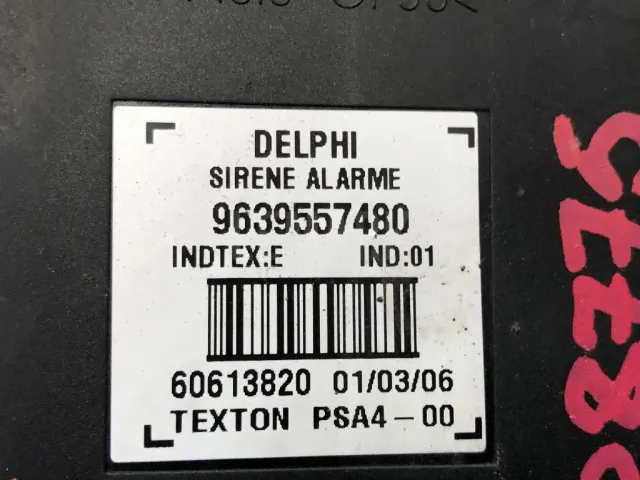 DELPHI
SIRENE ALARME
9639557480
INDTEX:E IND:01
60613820 01/03/06
TEXTON PSA4-00